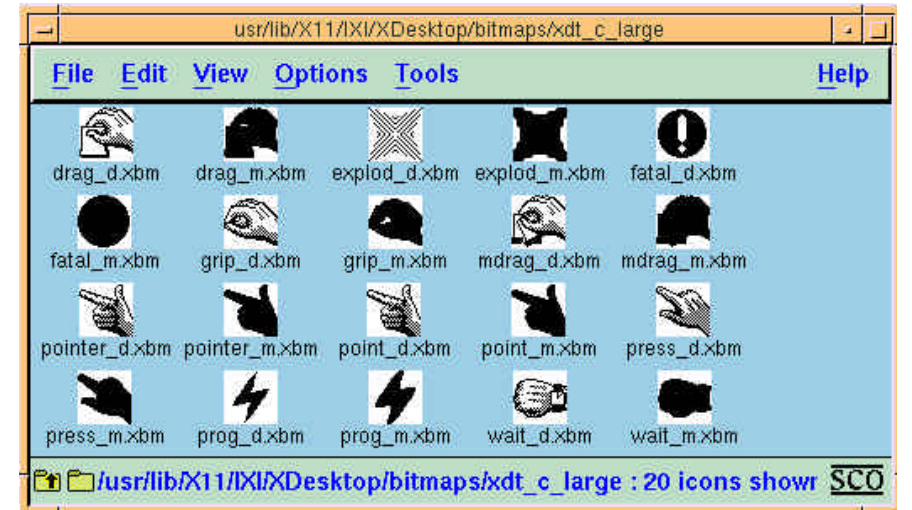 usr/lib/X11/IXI/XDesktop/bitmaps/xdt_c_large
File Edit View Options Tools Help
drag_d.xbm drag_m.xbm explod_d.xbm explod_m.xbm fatal_d.xbm
fatal_m.xbm grip_d.xbm grip_m.xbm mdrag_d.xbm mdrag_m.xbm
pointer_d.xbm pointer_m.xbm point_d.xbm point_m.xbm press_d.xbm
press_m.xbm prog_d.xbm prog_m.xbm wait_d.xbm wait_m.xbm
/usr/lib/X11/IXI/XDesktop/bitmaps/xdt_c_large : 20 icons showr SCO